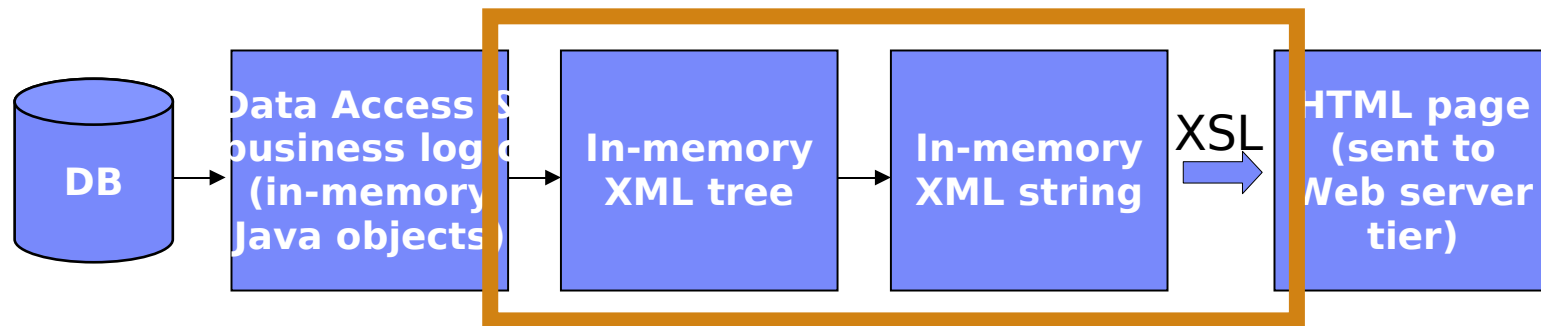 DB
Data Access &
business logic
(in-memory
Java objects)
In-memory
XML tree
In-memory
XML string
XSL
HTML page
(sent to
Web server
tier)